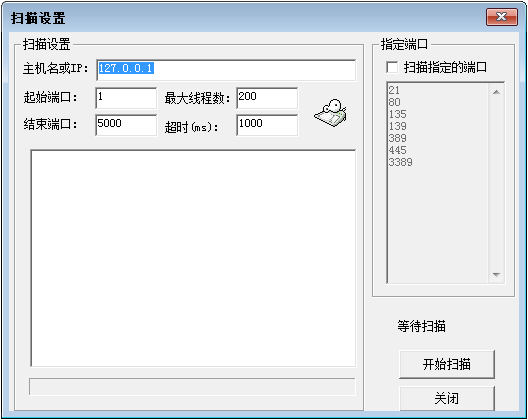 扫描设置
扫描设置
主机名或IP: 127.0.0.1
起始端口: 1 最大线程数: 200
结束端口: 5000 超时(ms): 1000
指定端口
扫描指定的端口
21
80
135
139
389
445
3389
等待扫描
开始扫描
关闭